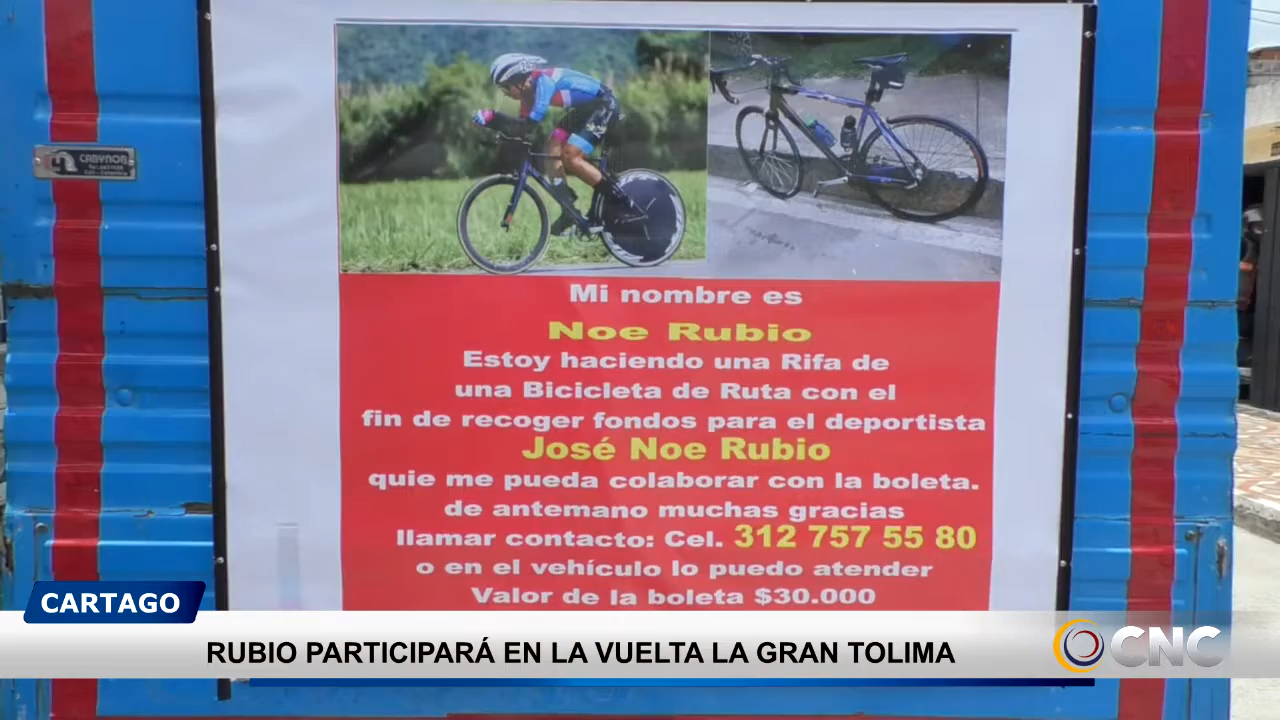 CABYNOR
Mi nombre es
Noe Rubio
Estoy haciendo una Rifa de
una Bicicleta de Ruta con el
fin de recoger fondos para el deportista
José Noe Rubio
quie me pueda colaborar con la boleta.
de antemano muchas gracias
llamar contacto: Cel. 312 757 55 80
o en el vehículo lo puedo atender
Valor de la boleta $30.000
CARTAGO
RUBIO PARTICIPARÁ EN LA VUELTA LA GRAN TOLIMA
CNC